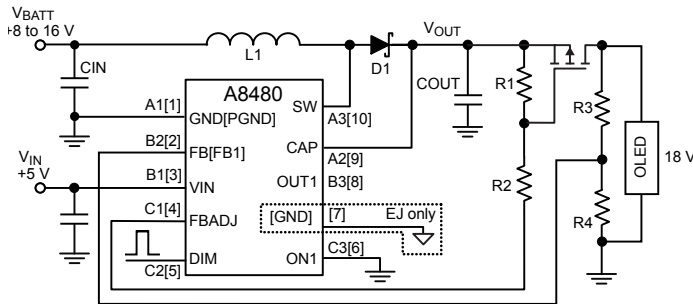 VBATT
+8 to 16 V
CIN
L1
D1
VOUT
COUT
R1
R3
OLED
18 V
A8480
A1[1]
GND[PGND]
SW
A3[10]
B2[2]
FB[FB1]
CAP
A2[9]
VIN
+5 V
B1[3]
VIN
OUT1
B3[8]
R2
C1[4]
FBADJ
[GND]
[7]
EJ only
R4
DIM
C2[5]
ON1
C3[6]